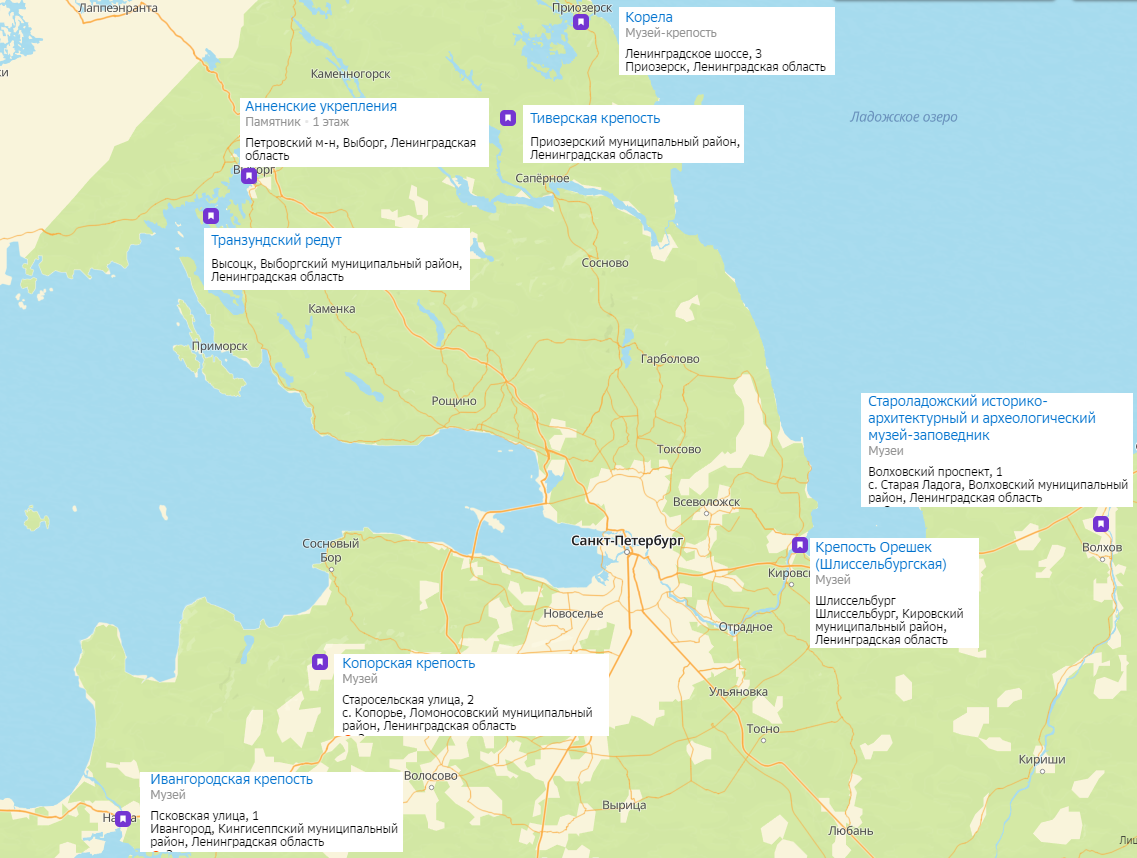 Лаппеэнранта
Приозерск
Корела
Музей-крепость
Ленинградское шоссе, 3
Приозерск, Ленинградская область
Каменногорск
Анненские укрепления
Памятник • 1 этаж
Петровский м-н, Выборг, Ленинградская
область
Тиверская крепость
Приозерский муниципальный район,
Ленинградская область
Ладожское озеро
Сапёрное
Транзундский редут
Высоцк, Выборгский муниципальный район,
Ленинградская область
Сосново
Каменка
Приморск
Гарболово
Рощино
Староладожский историко-
архитектурный и археологический
музей-заповедник
Музеи
Волховский проспект, 1
с. Старая Ладога, Волховский муниципальный
район, Ленинградская область
Токсово
Всеволожск
Санкт-Петербург
Сосновый
Бор
Волхов
Крепость Орешек
(Шлиссельбургская)
Музей
Шлиссельбург
Шлиссельбург, Кировский
муниципальный район,
Ленинградская область
Новоселье
Отрадное
Копорская крепость
Музей
Старосельская улица, 2
с. Копорье, Ломоносовский муниципальный
район, Ленинградская область
Ульяновка
Тосно
Кириши
Волосово
Ивангородская крепость
Музей
Псковская улица, 1
Ивангород, Кингисеппский муниципальный
район, Ленинградская область
Вырица
Любань